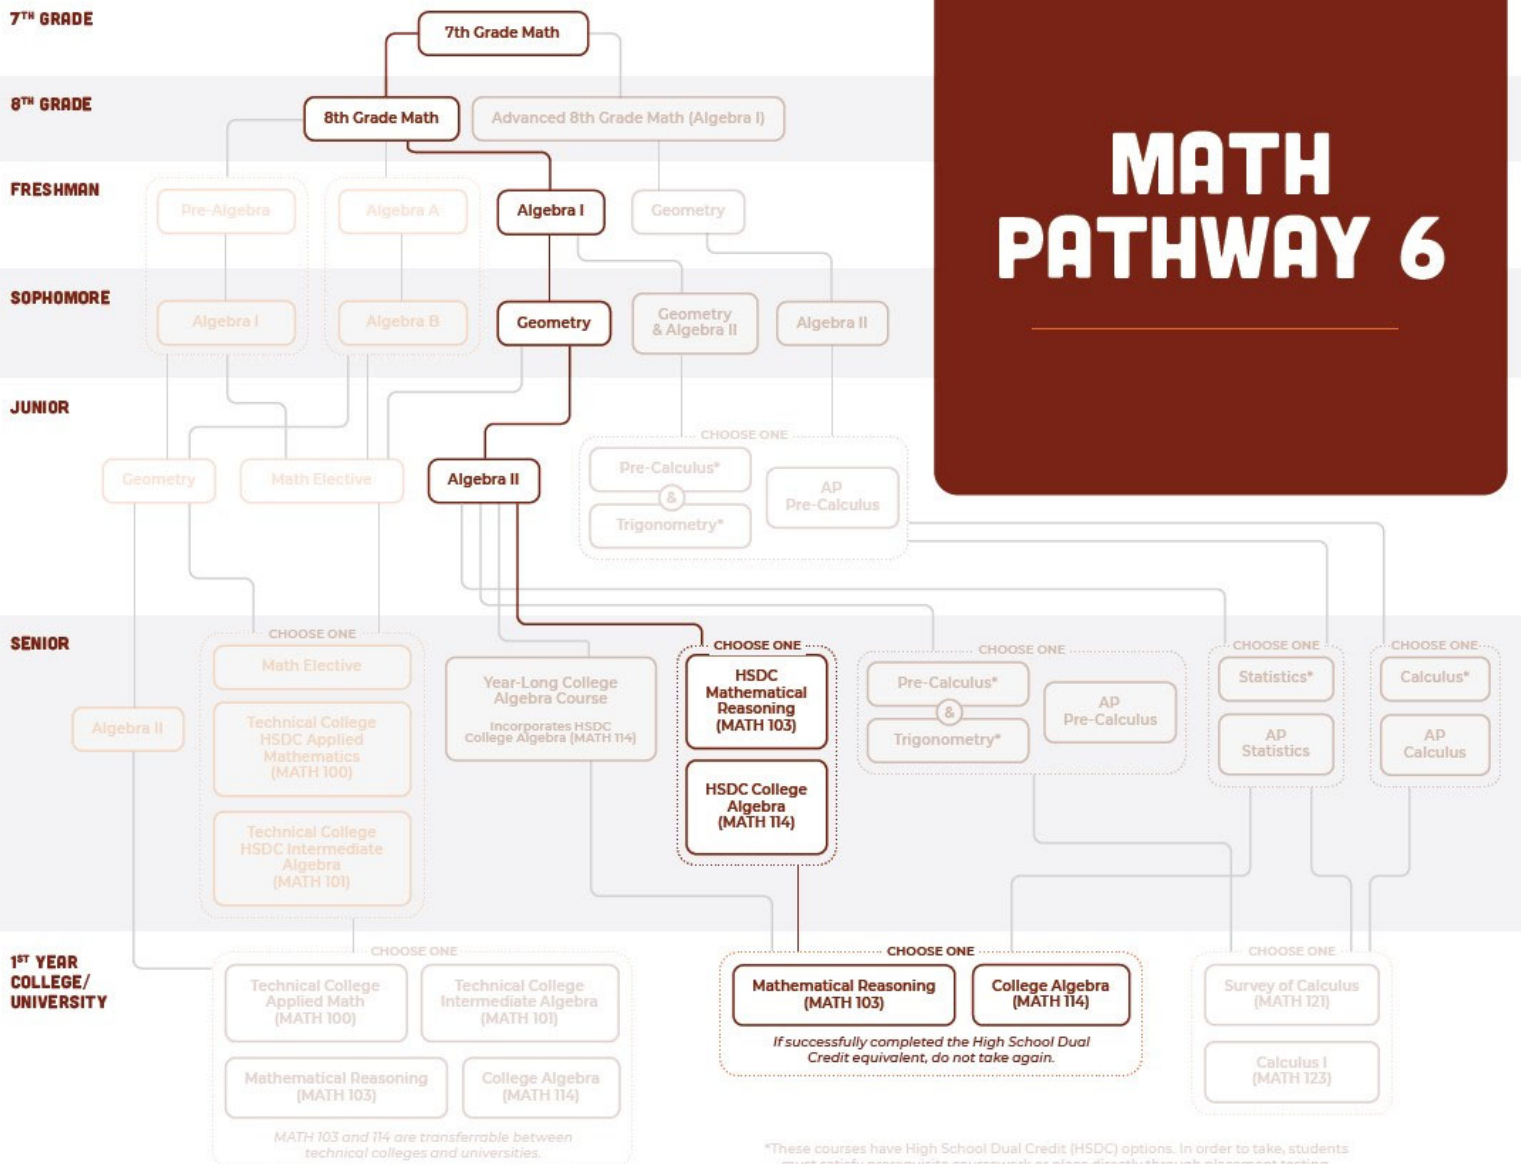 7TH GRADE
7th Grade Math
MATH
PATHWAY 6
8TH GRADE
8th Grade Math
Advanced 8th Grade Math (Algebra I)
FRESHMAN
Pre-Algebra
Algebra A
Algebra I
Geometry
SOPHOMORE
Algebra I
Algebra B
Geometry
Geometry
& Algebra II
Algebra II
JUNIOR
Geometry
Math Elective
Algebra II
CHOOSE ONE
Pre-Calculus*
&
Trigonometry*
AP
Pre-Calculus
SENIOR
Algebra II
CHOOSE ONE
Math Elective
Technical College
HSDC Applied
Mathematics
(MATH 100)
Technical College
HSDC Intermediate
Algebra
(MATH 101)
Year-Long College
Algebra Course
Incorporates HSDC
College Algebra (MATH 114)
CHOOSE ONE
HSDC
Mathematical
Reasoning
(MATH 103)
HSDC College
Algebra
(MATH 114)
CHOOSE ONE
Pre-Calculus*
&
Trigonometry*
AP
Pre-Calculus
CHOOSE ONE
Statistics*
AP
Statistics
CHOOSE ONE
Calculus*
AP
Calculus
1ST YEAR
COLLEGE/
UNIVERSITY
CHOOSE ONE
Technical College
Applied Math
(MATH 100)
Technical College
Intermediate Algebra
(MATH 101)
Mathematical Reasoning
(MATH 103)
College Algebra
(MATH 114)
MATH 103 and 114 are transferrable between
technical colleges and universities.
CHOOSE ONE
Mathematical Reasoning
(MATH 103)
College Algebra
(MATH 114)
If successfully completed the High School Dual
Credit equivalent, do not take again.
CHOOSE ONE
Survey of Calculus
(MATH 121)
Calculus I
(MATH 123)
*These courses have High School Dual Credit (HSDC) options. In order to take, students
must satisfy prerequisite coursework or place directly through placement testing.